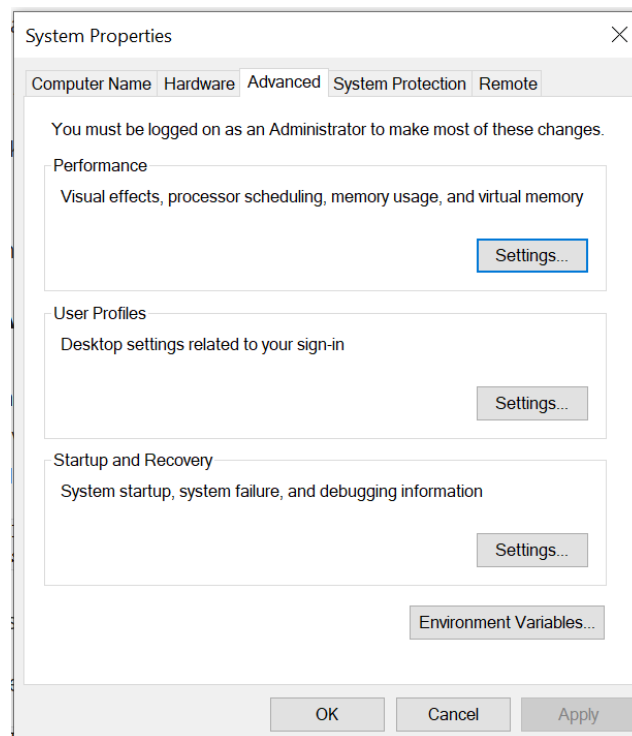 System Properties
Computer Name Hardware Advanced System Protection Remote
You must be logged on as an Administrator to make most of these changes.
Performance
Visual effects, processor scheduling, memory usage, and virtual memory
Settings...
User Profiles
Desktop settings related to your sign-in
Settings...
Startup and Recovery
System startup, system failure, and debugging information
Settings...
Environment Variables...
OK Cancel Apply